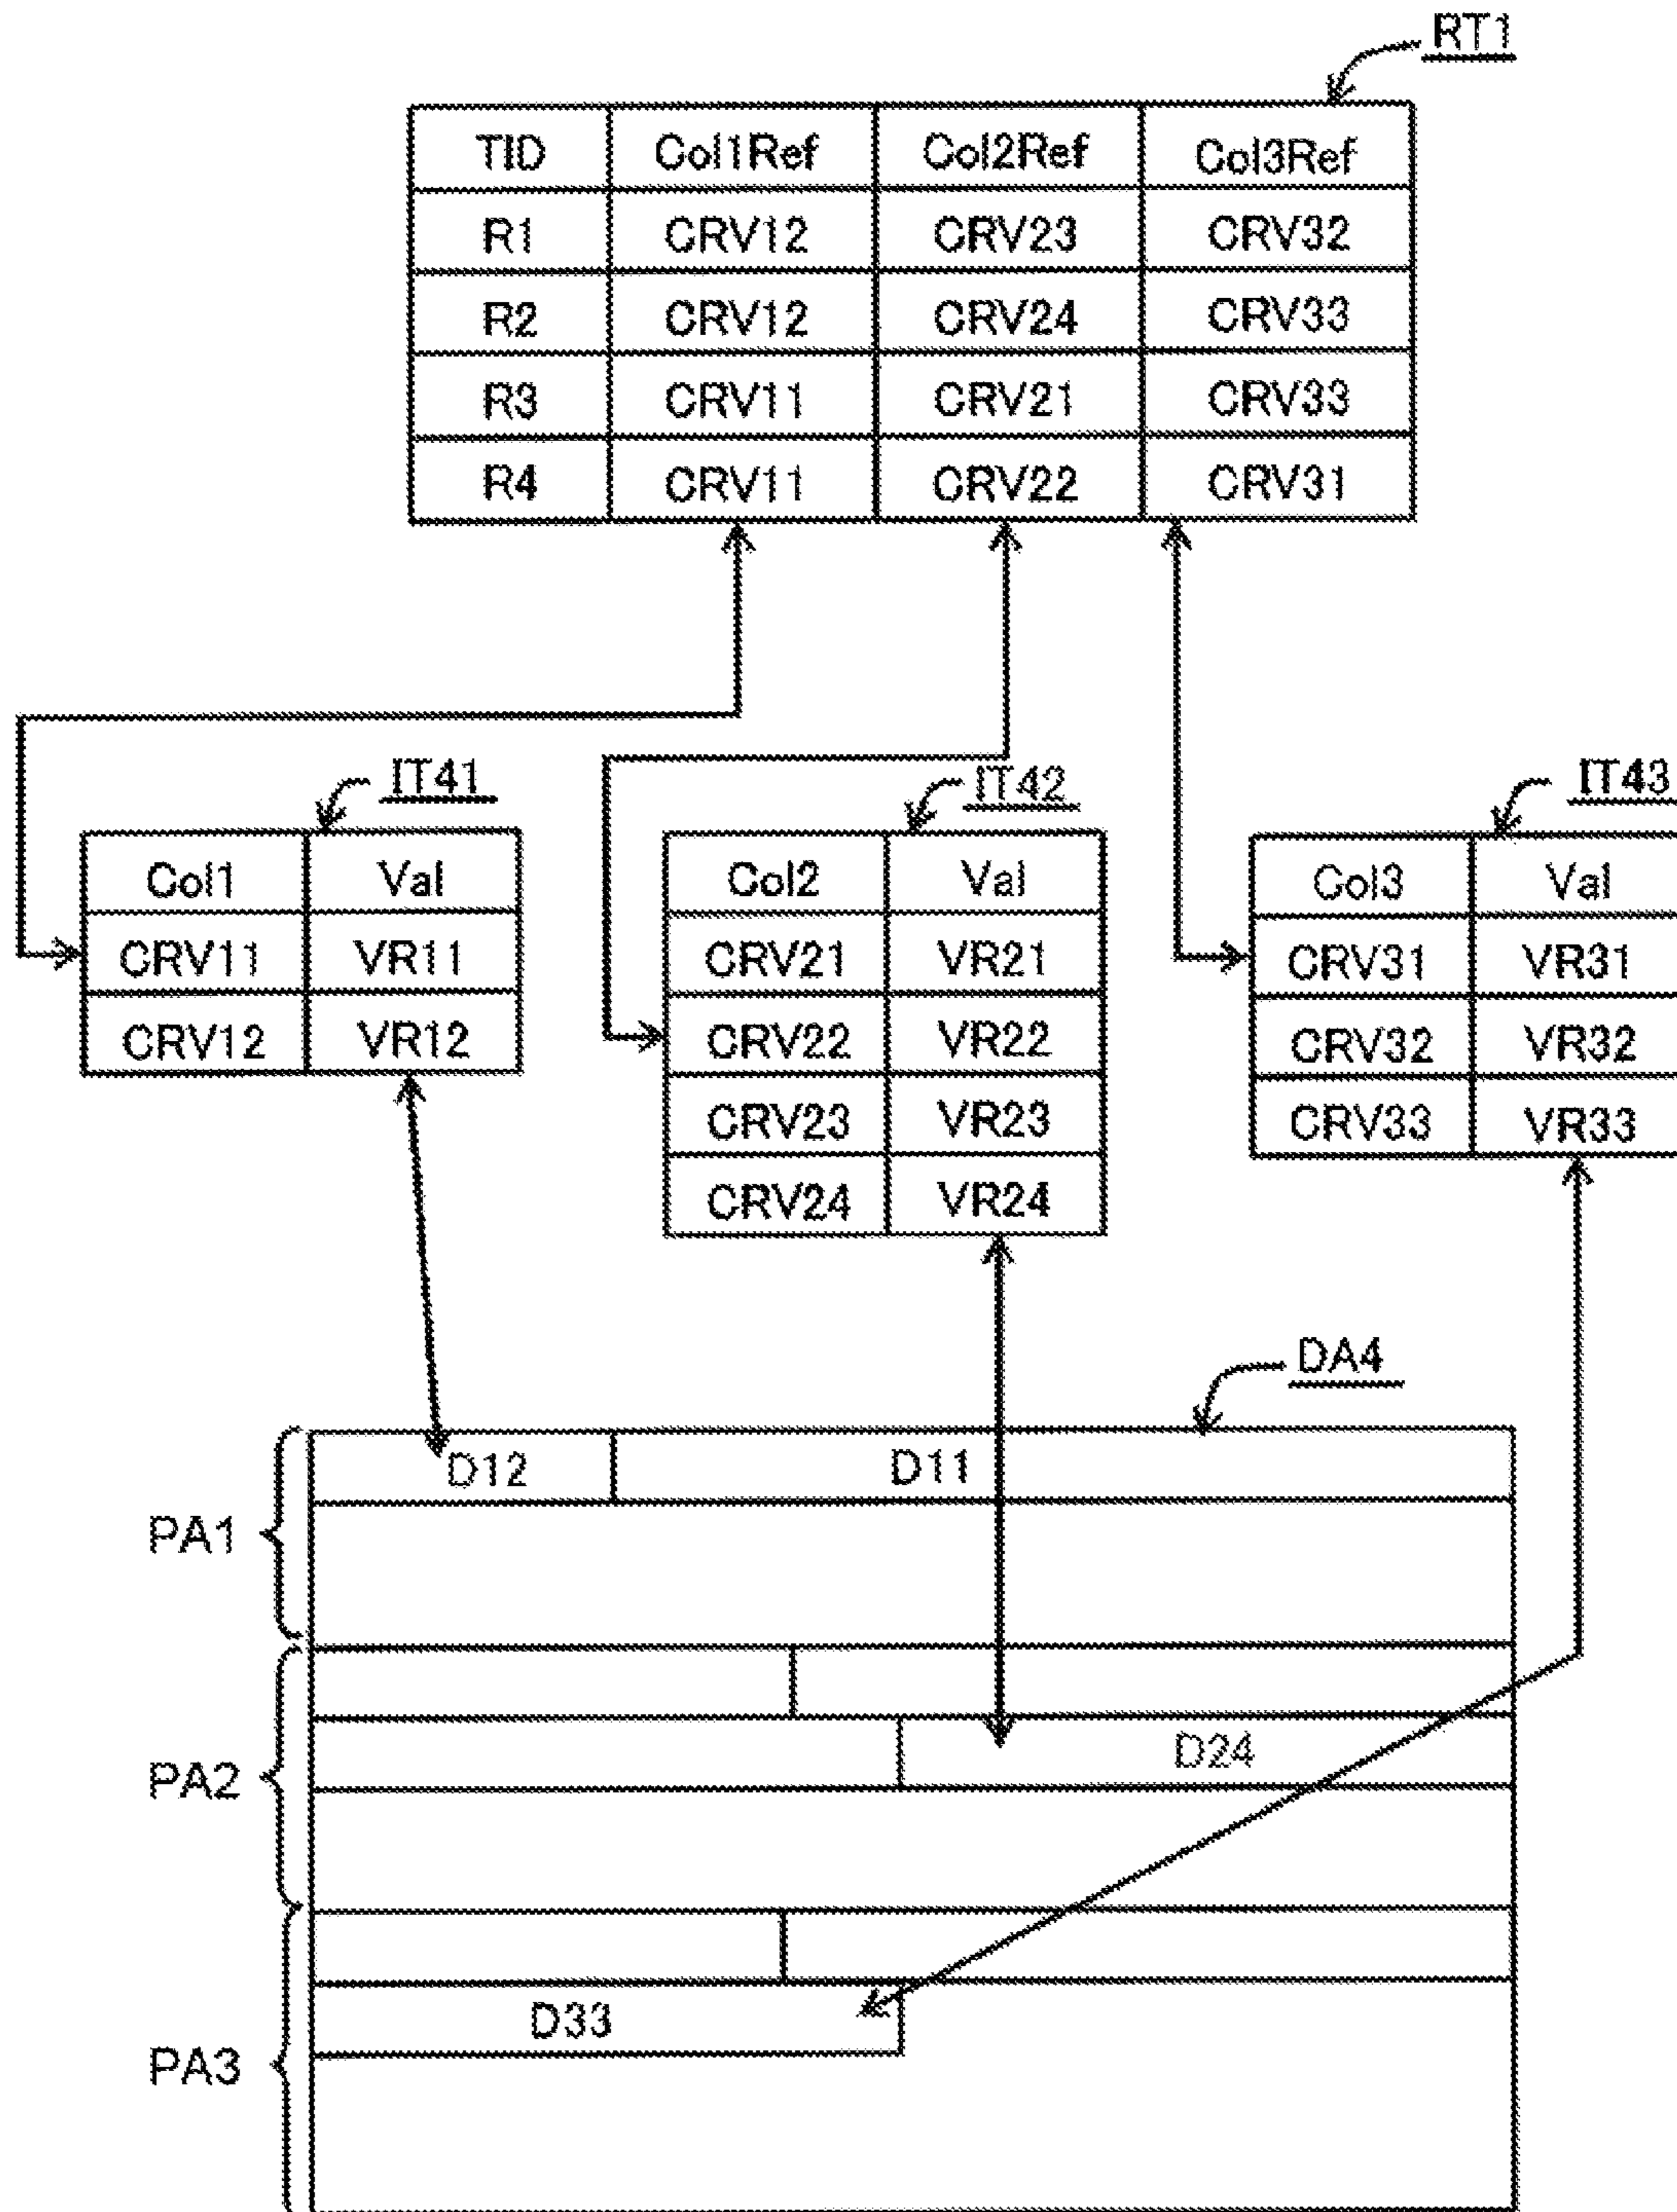 RT1
TID Col1Ref Col2Ref Col3Ref
R1 CRV12 CRV23 CRV32
R2 CRV12 CRV24 CRV33
R3 CRV11 CRV21 CRV33
R4 CRV11 CRV22 CRV31
IT41
Col1 Val
CRV11 VR11
CRV12 VR12
IT42
Col2 Val
CRV21 VR21
CRV22 VR22
CRV23 VR23
CRV24 VR24
IT43
Col3 Val
CRV31 VR31
CRV32 VR32
CRV33 VR33
DA4
D12 D11
PA1
D24
PA2
D33
PA3